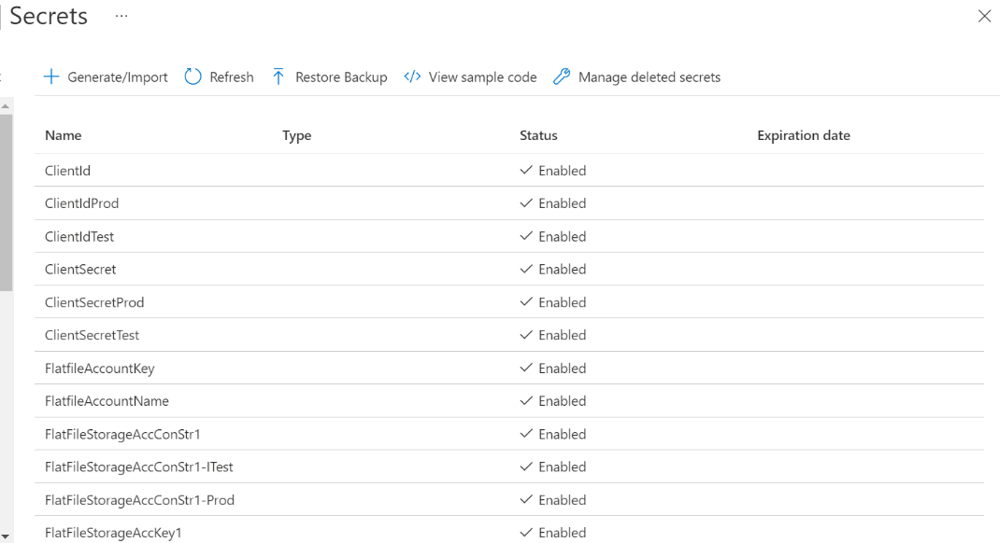 Secrets ...
Generate/Import Refresh Restore Backup View sample code Manage deleted secrets
Name Type Status Expiration date
ClientId Enabled
ClientIdProd Enabled
ClientIdTest Enabled
ClientSecret Enabled
ClientSecretProd Enabled
ClientSecretTest Enabled
FlatfileAccountKey Enabled
FlatfileAccountName Enabled
FlatFileStorageAccConStr1 Enabled
FlatFileStorageAccConStr1-ITest Enabled
FlatFileStorageAccConStr1-Prod Enabled
FlatFileStorageAccKey1 Enabled